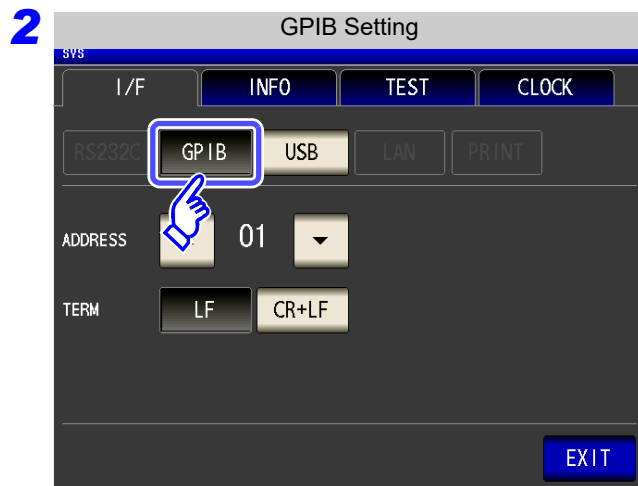 2 GPIB Setting
SYS
I/F INFO TEST CLOCK
RS232C GPIB USB LAN PRINT
ADDRESS 01
TERM LF CR+LF
EXIT